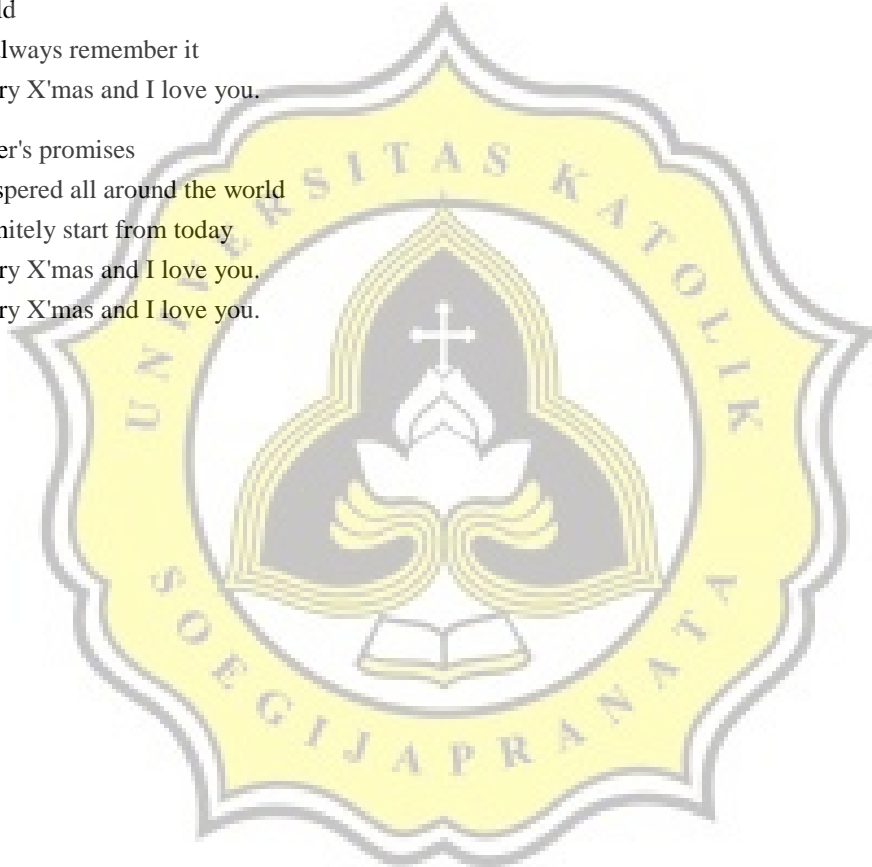 ld
lways remember it
ry X'mas and I love you.
er's promises
spered all around the world
nitely start from today
ry X'mas and I love you.
ry X'mas and I love you.
UNIVERSITAS KATOLIK
SOEGIJAPRANATA